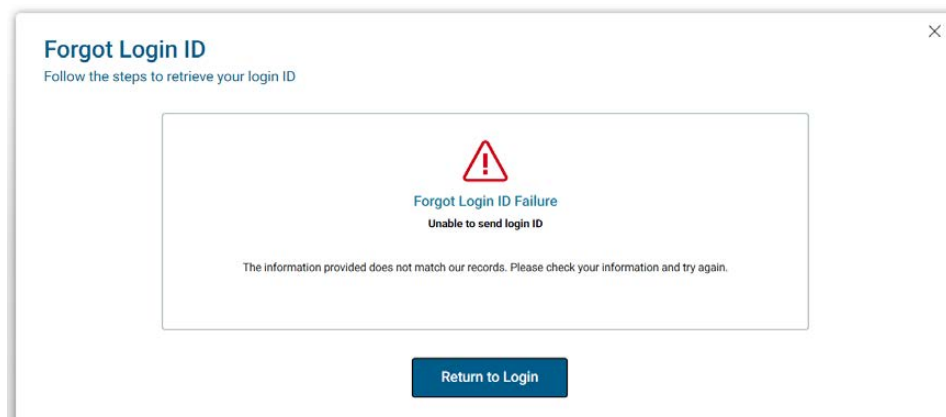 Forgot Login ID
Follow the steps to retrieve your login ID
Forgot Login ID Failure
Unable to send login ID
The information provided does not match our records. Please check your information and try again.
Return to Login